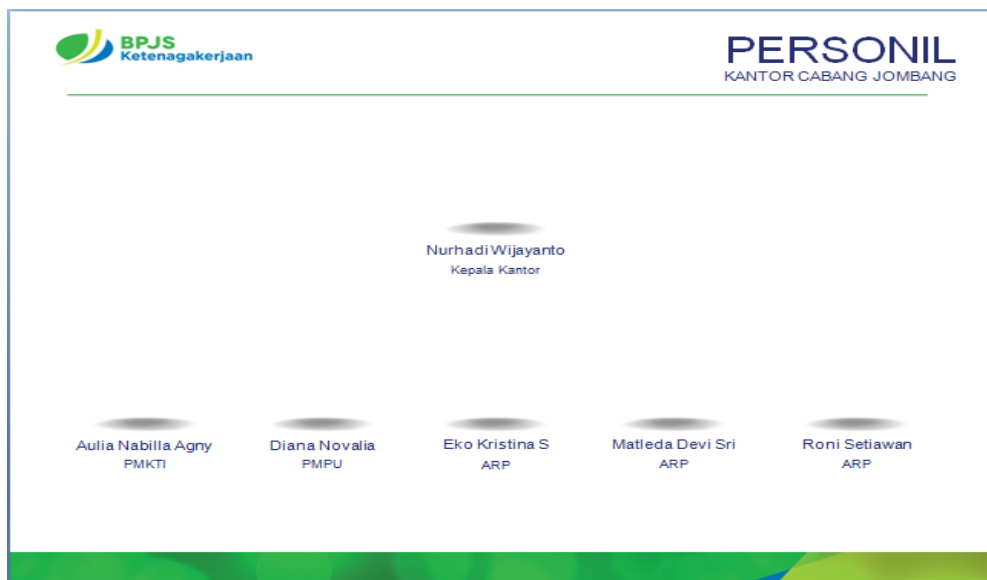 BPJS
Ketenagakerjaan
PERSONIL
KANTOR CABANG JOMBANG
Nurhadi Wijayanto
Kepala Kantor
Aulia Nabilla Agny
PMKTI
Diana Novalia
PMPU
Eko Kristina S
ARP
Matleda Devi Sri
ARP
Roni Setiawan
ARP